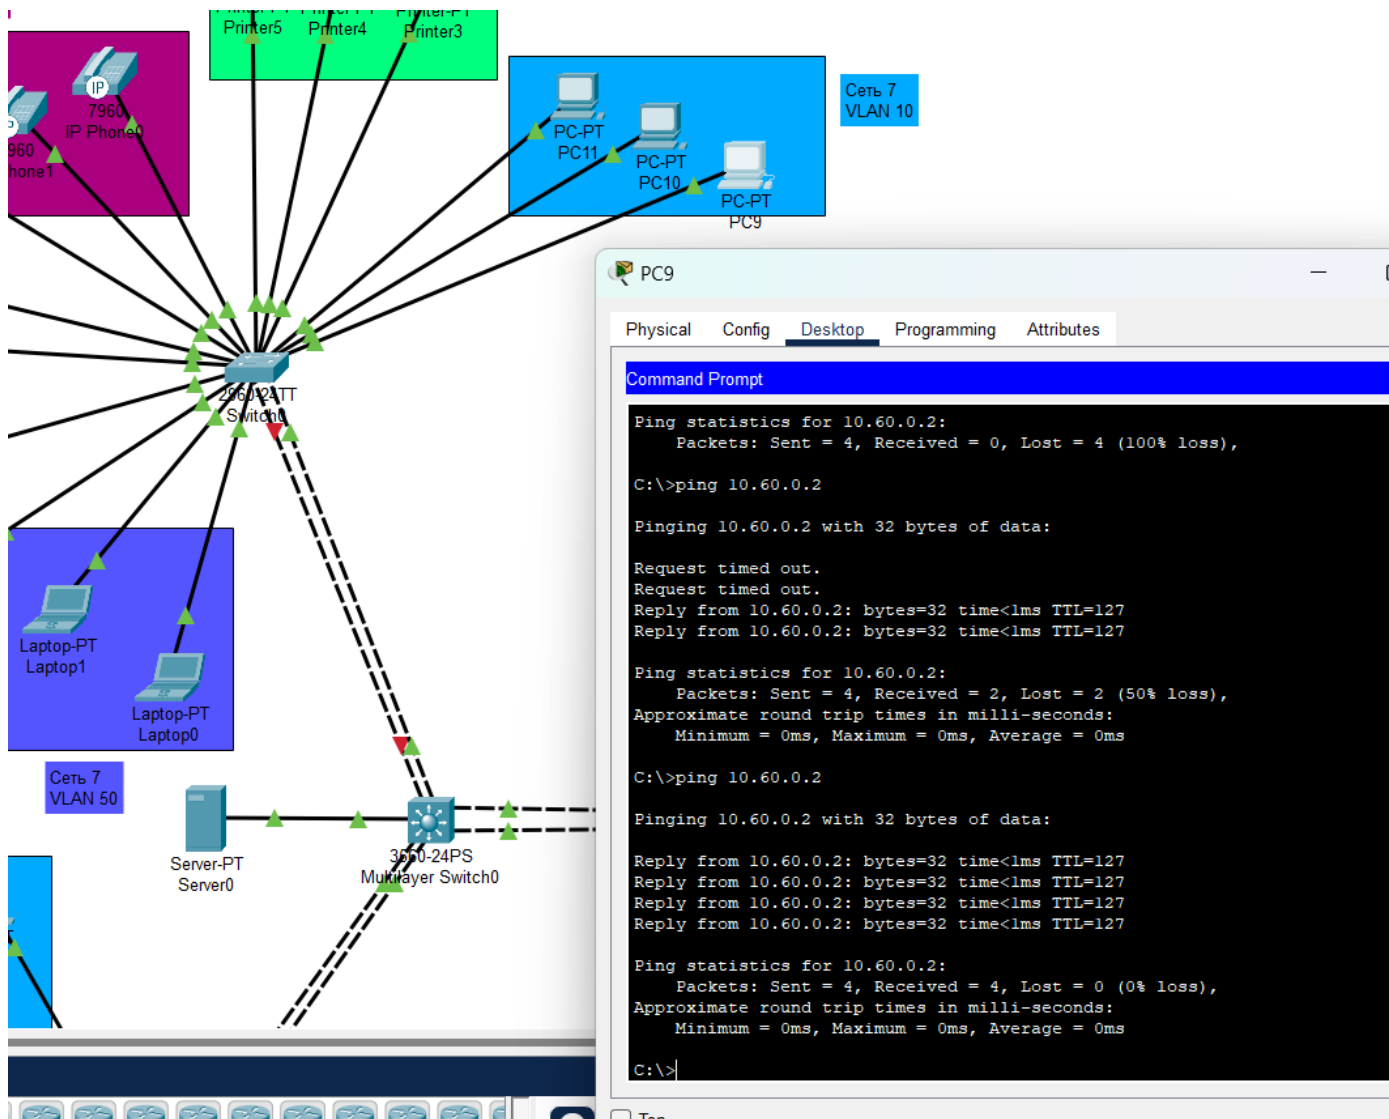 Printer5
Printer4
Printer3
7960
IP Phone0
PC-PT
PC11
PC-PT
PC10
PC-PT
PC9
Сеть 7
VLAN 10
2960-24TT
Switch0
Laptop-PT
Laptop1
Laptop-PT
Laptop0
Сеть 7
VLAN 50
Server-PT
Server0
3560-24PS
Multilayer Switch0
PC9
Physical
Config
Desktop
Programming
Attributes
Command Prompt
Ping statistics for 10.60.0.2:
Packets: Sent = 4, Received = 0, Lost = 4 (100% loss),
C:\>ping 10.60.0.2
Pinging 10.60.0.2 with 32 bytes of data:
Request timed out.
Request timed out.
Reply from 10.60.0.2: bytes=32 time<1ms TTL=127
Reply from 10.60.0.2: bytes=32 time<1ms TTL=127
Ping statistics for 10.60.0.2:
Packets: Sent = 4, Received = 2, Lost = 2 (50% loss),
Approximate round trip times in milli-seconds:
Minimum = 0ms, Maximum = 0ms, Average = 0ms
C:\>ping 10.60.0.2
Pinging 10.60.0.2 with 32 bytes of data:
Reply from 10.60.0.2: bytes=32 time<1ms TTL=127
Reply from 10.60.0.2: bytes=32 time<1ms TTL=127
Reply from 10.60.0.2: bytes=32 time<1ms TTL=127
Reply from 10.60.0.2: bytes=32 time<1ms TTL=127
Ping statistics for 10.60.0.2:
Packets: Sent = 4, Received = 4, Lost = 0 (0% loss),
Approximate round trip times in milli-seconds:
Minimum = 0ms, Maximum = 0ms, Average = 0ms
C:\>